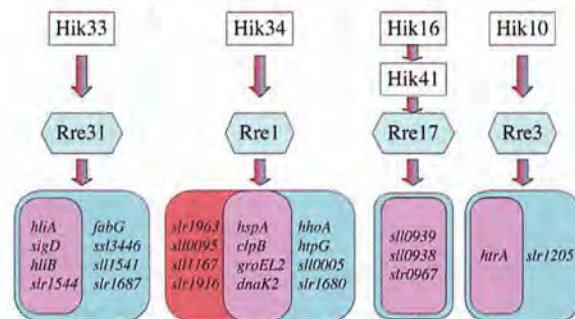 Hik33 Hik34 Hik16 Hik10
Hik41
Rre31 Rre1 Rre17 Rre3
hliA
sigD
hliB
slr1544
fabG
ssl3446
sll1541
slr1687
slr1963
sll0095
sll1167
slr1916
hspA
clpB
groEL2
dnaK2
hhoA
htpG
sll0005
slr1680
sll0939
sll0938
slr0967
htrA
slr1205